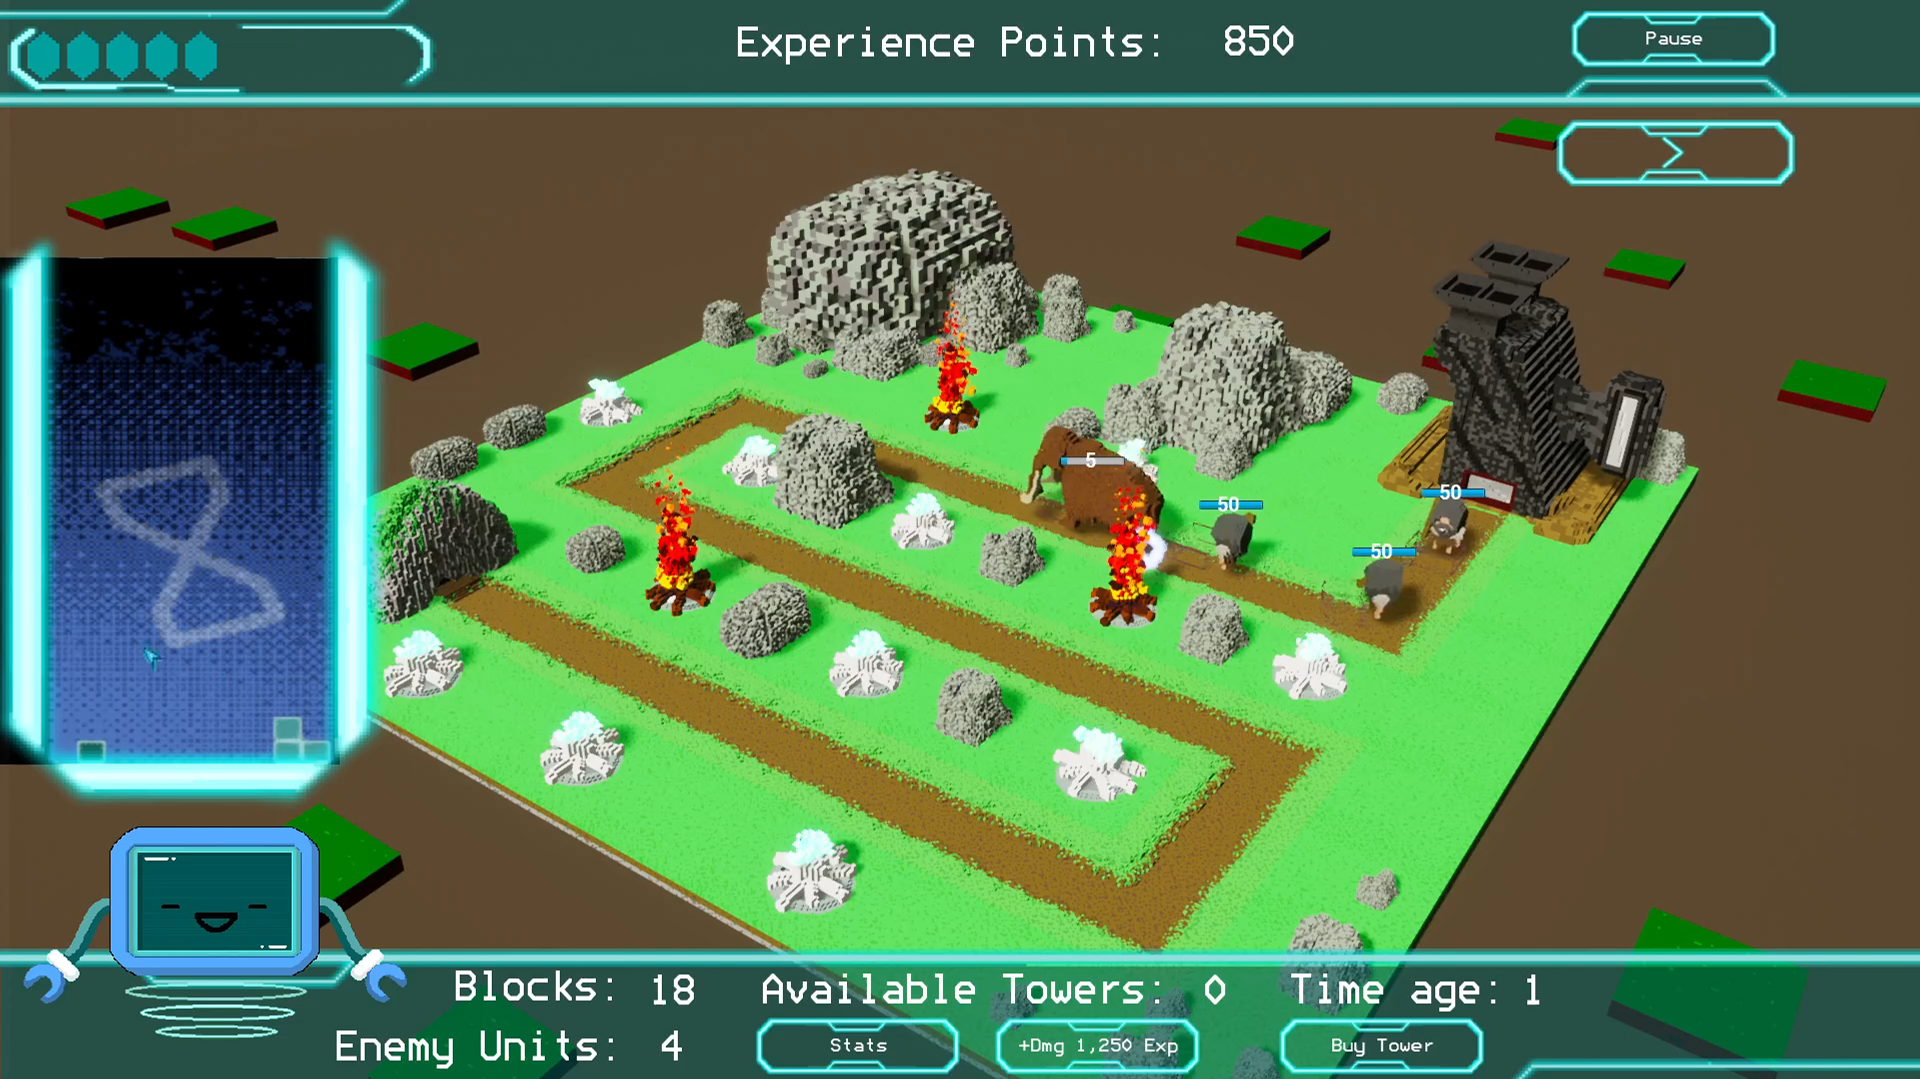 Experience Points: 850
Pause
>
5
50
50
50
8
Blocks: 18 Available Towers: 0 Time age: 1
Enemy Units: 4
Stats
+Dmg 1,250 Exp
Buy Tower